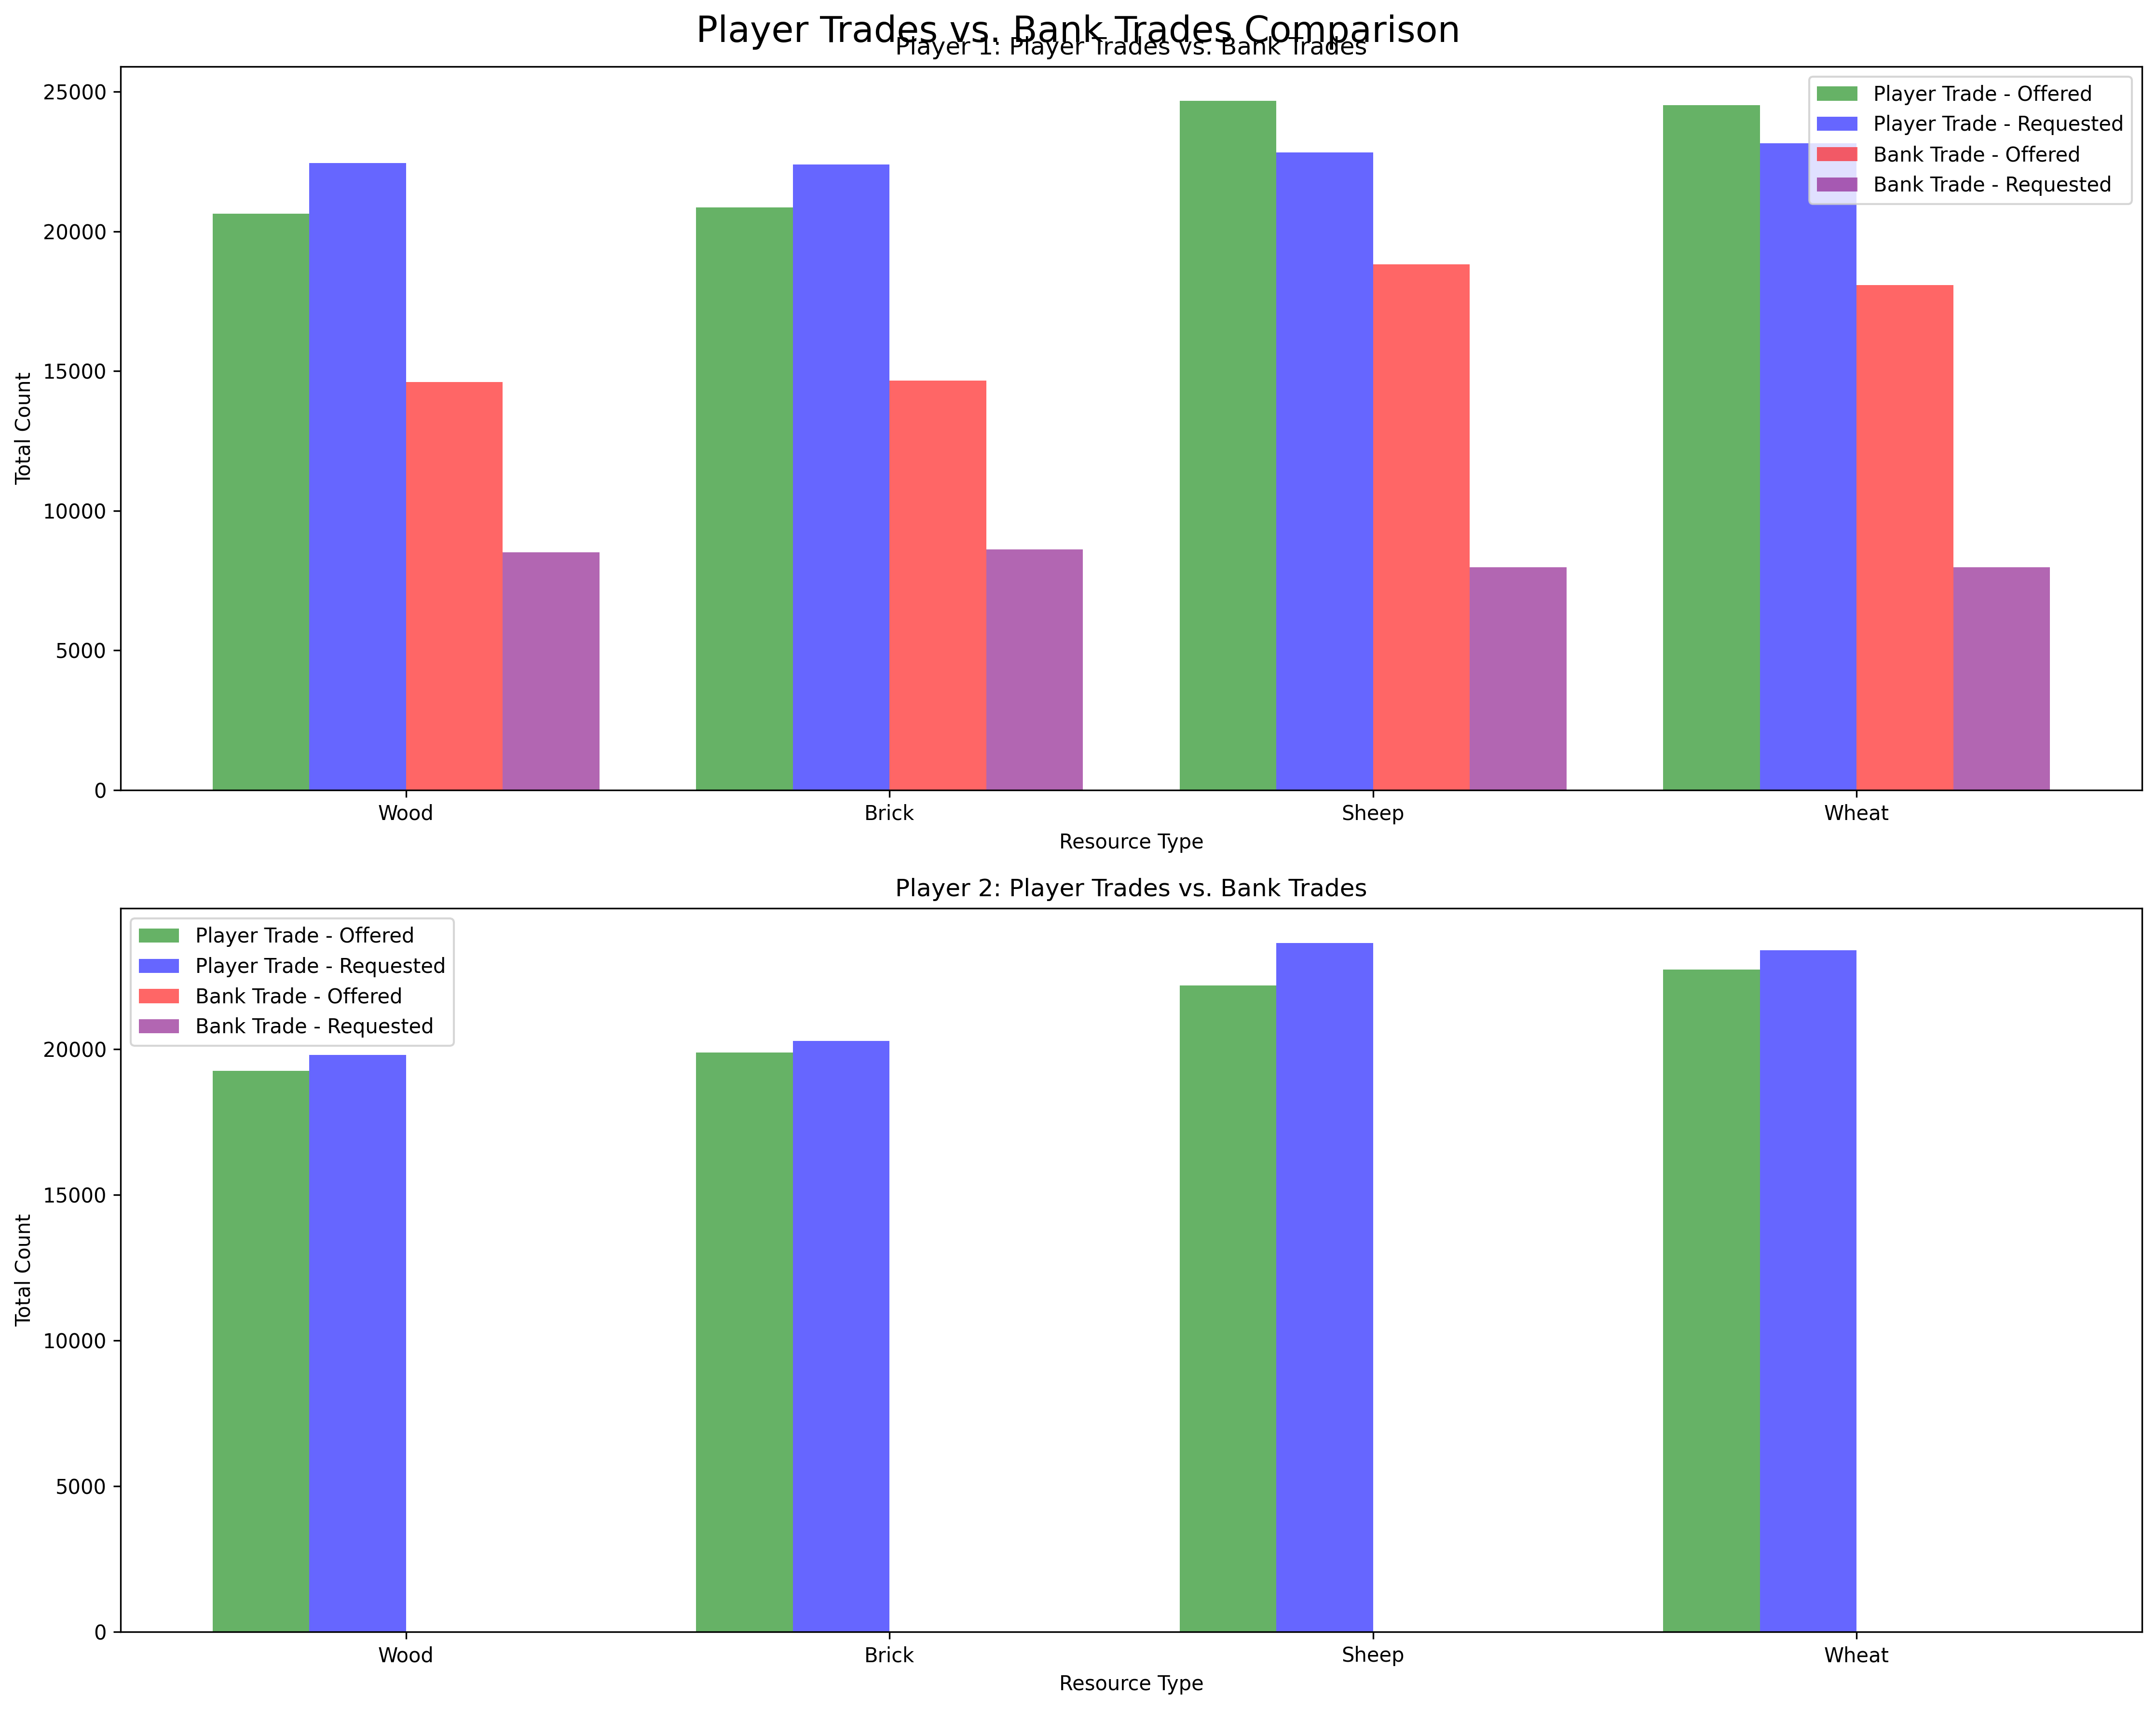 Player Trades vs. Bank Trades Comparison
Player 1: Player Trades vs. Bank Trades
Total Count
25000
20000
15000
10000
5000
0
Player Trade - Offered
Player Trade - Requested
Bank Trade - Offered
Bank Trade - Requested
Wood Brick Sheep Wheat
Resource Type
Player 2: Player Trades vs. Bank Trades
Total Count
20000
15000
10000
5000
0
Player Trade - Offered
Player Trade - Requested
Bank Trade - Offered
Bank Trade - Requested
Wood Brick Sheep Wheat
Resource Type